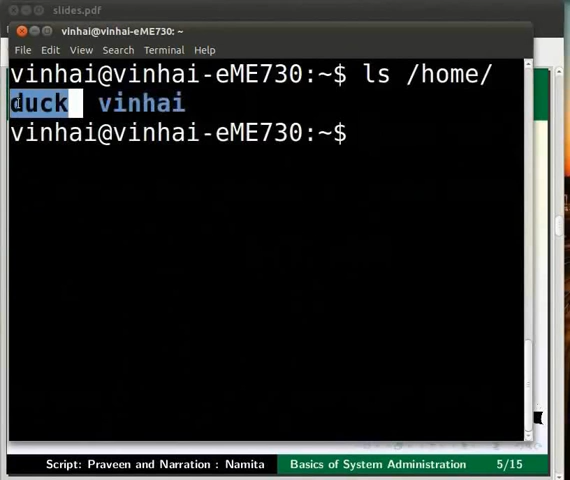 slides.pdf
vinhai@vinhai-eME730: ~
File Edit View Search Terminal Help
vinhai@vinhai-eME730:~$ ls /home/
duck vinhai
vinhai@vinhai-eME730:~$
Script: Praveen and Narration : Namita Basics of System Administration 5/15